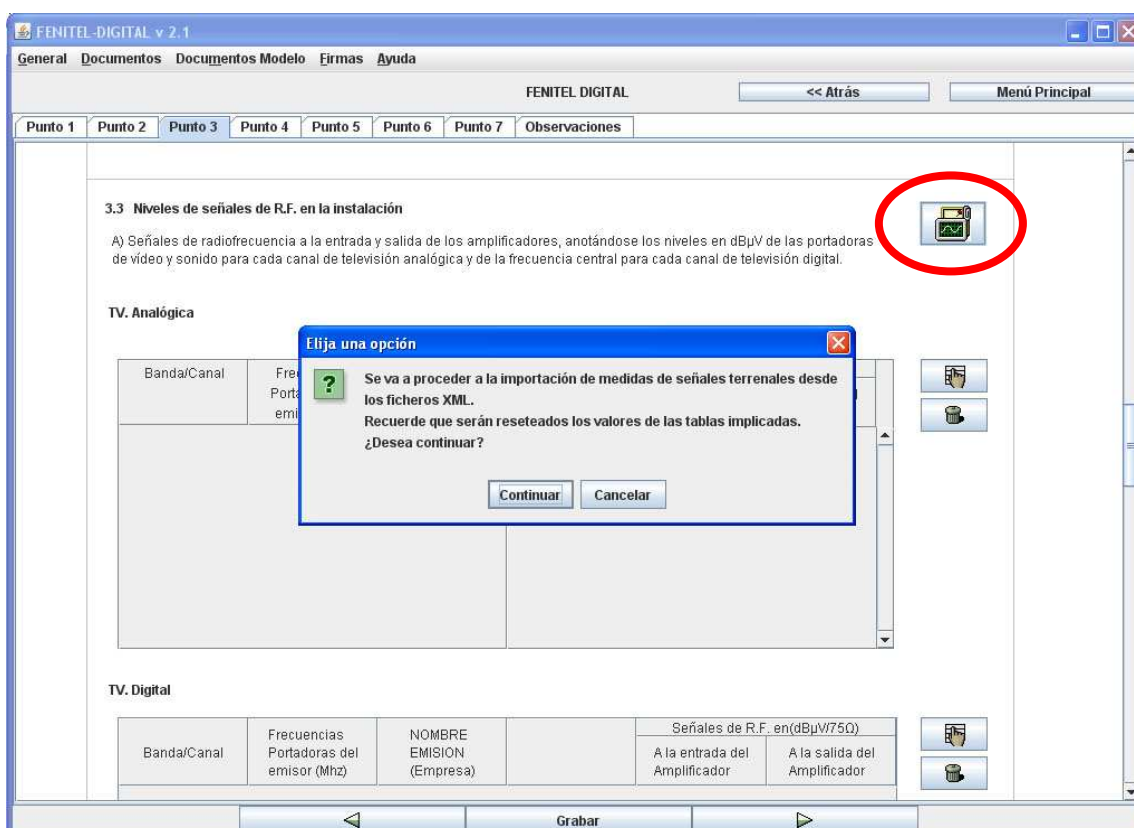 FENITEL-DIGITAL v 2.1
General Documentos Documentos Modelo Firmas Ayuda
FENITEL DIGITAL << Atrás Menú Principal
Punto 1 Punto 2 Punto 3 Punto 4 Punto 5 Punto 6 Punto 7 Observaciones
3.3 Niveles de señales de R.F. en la instalación
A) Señales de radiofrecuencia a la entrada y salida de los amplificadores, anotándose los niveles en dBµV de las portadoras
de vídeo y sonido para cada canal de televisión analógica y de la frecuencia central para cada canal de televisión digital.
TV. Analógica
Banda/Canal
Elija una opción
Se va a proceder a la importación de medidas de señales terrenales desde
los ficheros XML.
Recuerde que serán reseteados los valores de las tablas implicadas.
¿Desea continuar?
Continuar Cancelar
TV. Digital
Banda/Canal
Frecuencias
Portadoras del
emisor (Mhz)
NOMBRE
EMISION
(Empresa)
Señales de R.F. en(dBµV/75Ω)
A la entrada del
Amplificador
A la salida del
Amplificador
Grabar